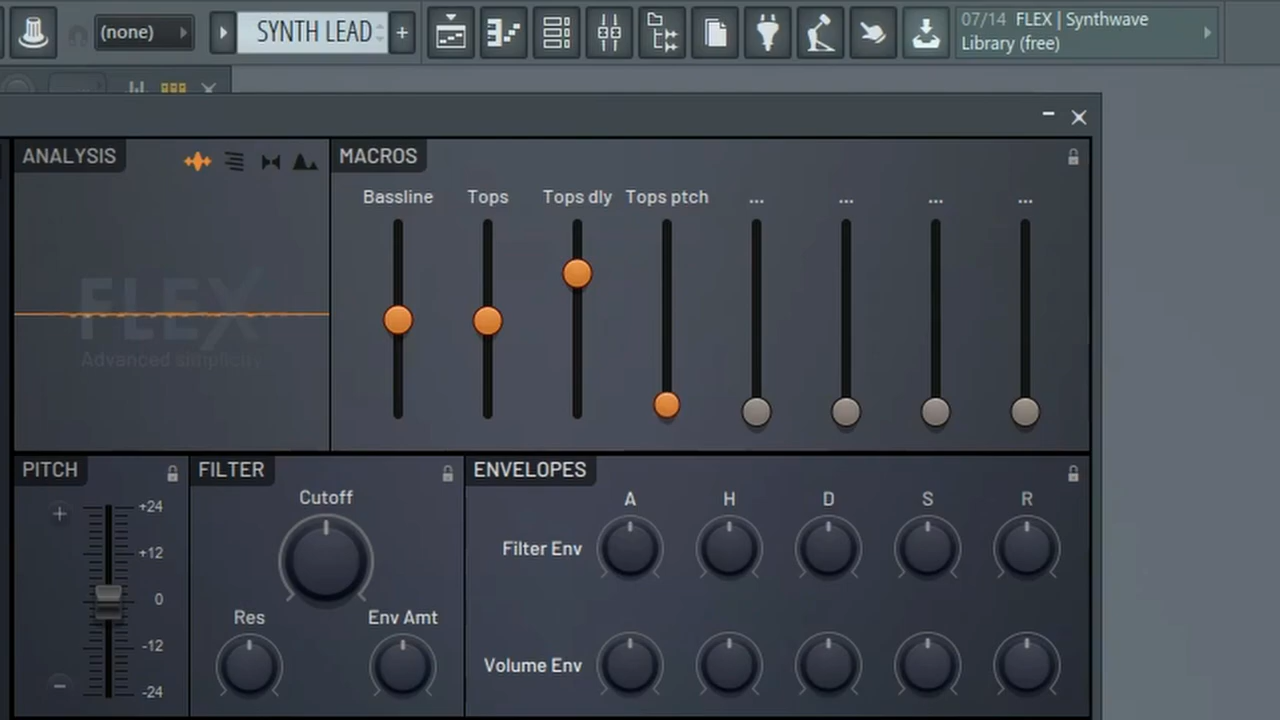 (none)
SYNTH LEAD
+
07/14 FLEX | Synthwave
Library (free)
ANALYSIS
FLEX
Advanced simplicity
MACROS
Bassline Tops Tops dly Tops ptch ... ... ... ...
PITCH
+24
+12
0
-12
-24
FILTER
Cutoff
Res Env Amt
ENVELOPES
A H D S R
Filter Env
Volume Env